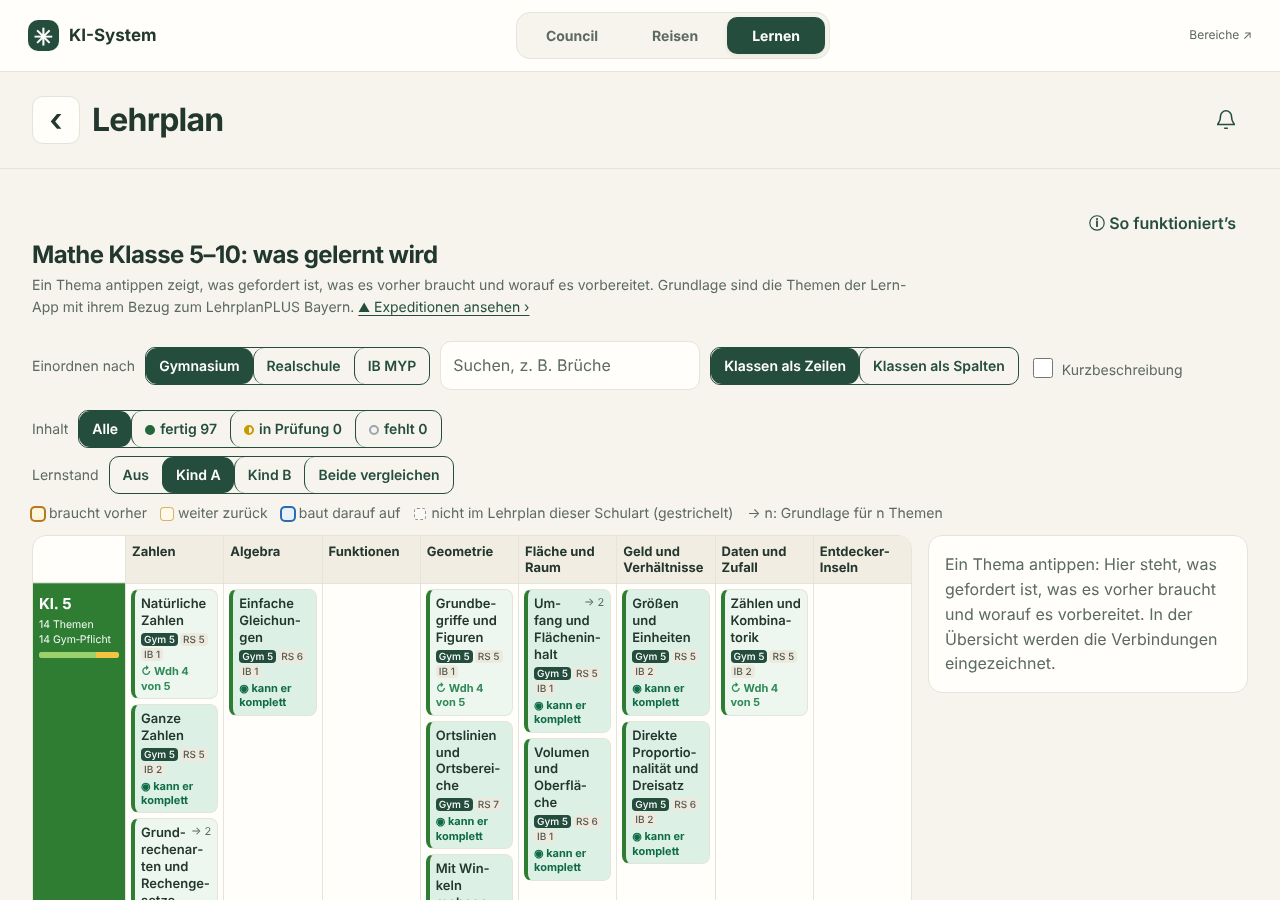 KI-System
Council
Reisen
Lernen
Bereiche ↗
‹
Lehrplan
ⓘ So funktioniert's
Mathe Klasse 5–10: was gelernt wird
Ein Thema antippen zeigt, was gefordert ist, was es vorher braucht und worauf es vorbereitet. Grundlage sind die Themen der Lern-
App mit ihrem Bezug zum LehrplanPLUS Bayern. ▲ Expeditionen ansehen ›
Einordnen nach
Gymnasium
Realschule
IB MYP
Suchen, z. B. Brüche
Klassen als Zeilen
Klassen als Spalten
Kurzbeschreibung
Inhalt
Alle
fertig 97
in Prüfung 0
fehlt 0
Lernstand
Aus
Kind A
Kind B
Beide vergleichen
braucht vorher
weiter zurück
baut darauf auf
nicht im Lehrplan dieser Schulart (gestrichelt)
→ n: Grundlage für n Themen
Zahlen
Algebra
Funktionen
Geometrie
Fläche und
Raum
Geld und
Verhältnisse
Daten und
Zufall
Entdecker-
Inseln
Kl. 5
14 Themen
14 Gym-Pflicht
Natürliche
Zahlen
Gym 5 RS 5
IB 1
↻ Wdh 4
von 5
Ganze
Zahlen
Gym 5 RS 5
IB 2
◉ kann er
komplett
Grund- → 2
rechenar-
ten und
Rechenge-
setze
Einfache
Gleichun-
gen
Gym 5 RS 6
IB 1
◉ kann er
komplett
Grundbe-
griffe und
Figuren
Gym 5 RS 5
IB 1
↻ Wdh 4
von 5
Ortslinien
und
Ortsberei-
che
Gym 5 RS 7
◉ kann er
komplett
Mit Win-
keln
Um- → 2
fang und
Flächenin-
halt
Gym 5 RS 5
IB 1
◉ kann er
komplett
Volumen
und
Oberflä-
che
Gym 5 RS 6
IB 1
◉ kann er
komplett
Größen
und
Einheiten
Gym 5 RS 5
IB 2
◉ kann er
komplett
Direkte
Proportio-
nalität und
Dreisatz
Gym 5 RS 6
IB 2
◉ kann er
komplett
Zählen und
Kombina-
torik
Gym 5 RS 5
IB 2
↻ Wdh 4
von 5
Ein Thema antippen: Hier steht, was
gefordert ist, was es vorher braucht
und worauf es vorbereitet. In der
Übersicht werden die Verbindungen
eingezeichnet.